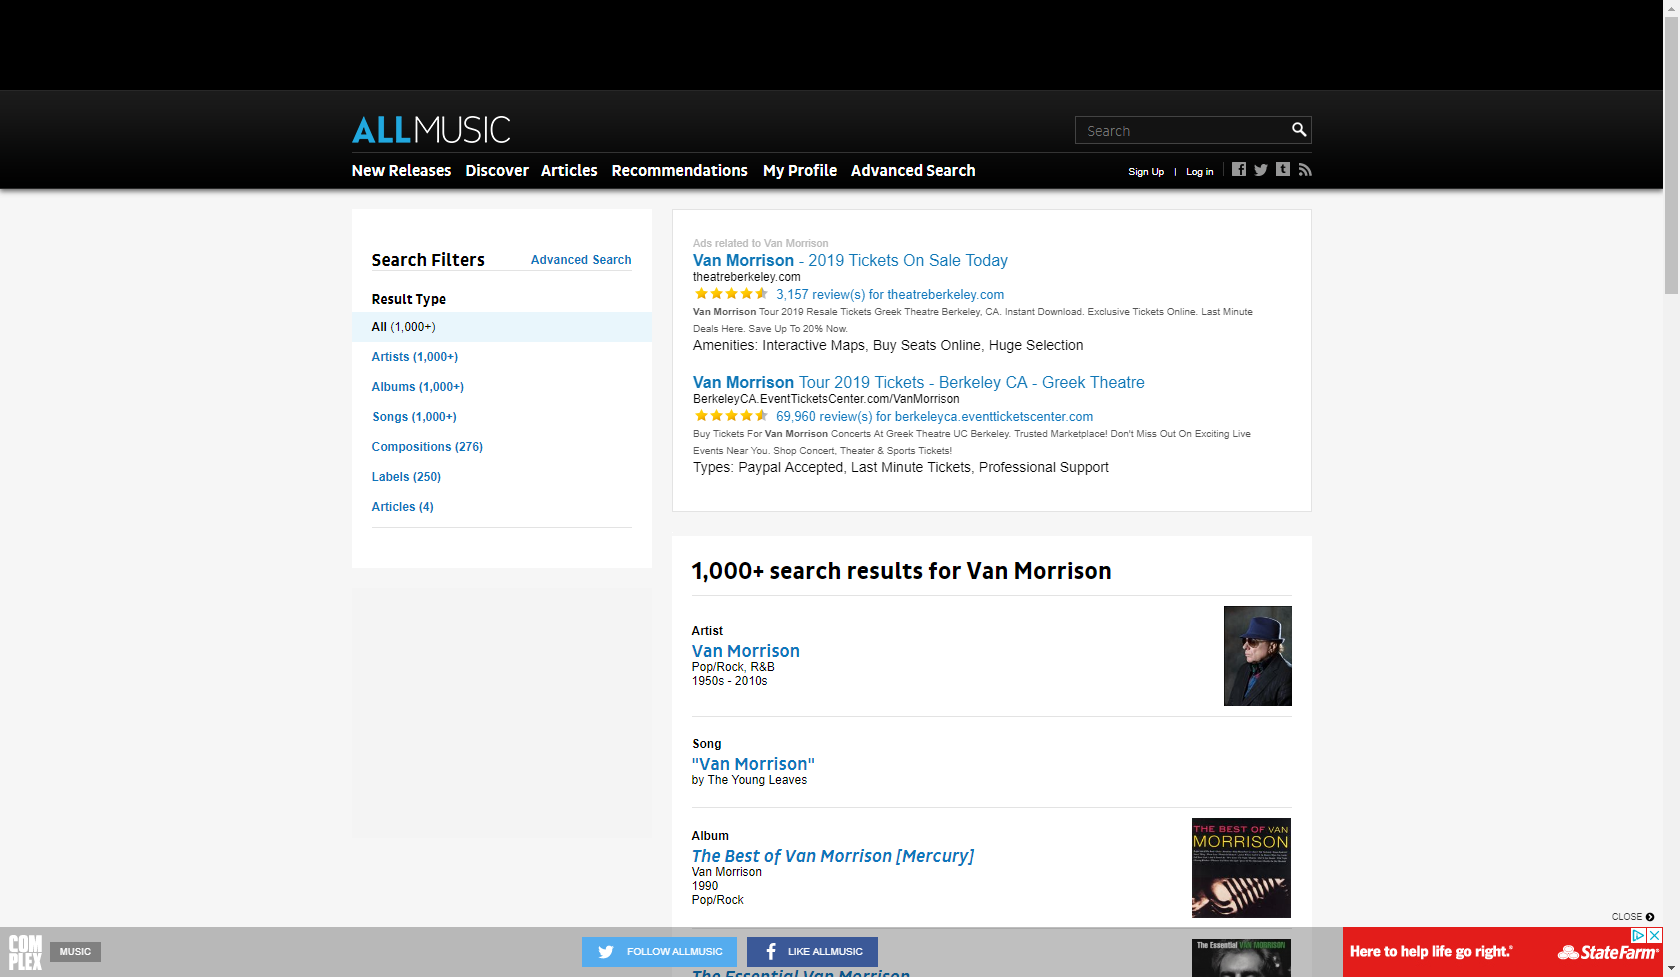 ALLMUSIC
Search
New Releases Discover Articles Recommendations My Profile Advanced Search
Sign Up | Log in
Search Filters Advanced Search
Result Type
All (1,000+)
Artists (1,000+)
Albums (1,000+)
Songs (1,000+)
Compositions (276)
Labels (250)
Articles (4)
Ads related to Van Morrison
Van Morrison - 2019 Tickets On Sale Today
theatreberkeley.com
3,157 review(s) for theatreberkeley.com
Van Morrison Tour 2019 Resale Tickets Greek Theatre Berkeley, CA. Instant Download. Exclusive Tickets Online. Last Minute
Deals Here. Save Up To 20% Now.
Amenities: Interactive Maps, Buy Seats Online, Huge Selection
Van Morrison Tour 2019 Tickets - Berkeley CA - Greek Theatre
BerkeleyCA.EventTicketsCenter.com/VanMorrison
69,960 review(s) for berkeleyca.eventticketscenter.com
Buy Tickets For Van Morrison Concerts At Greek Theatre UC Berkeley. Trusted Marketplace! Don't Miss Out On Exciting Live
Events Near You. Shop Concert, Theater & Sports Tickets!
Types: Paypal Accepted, Last Minute Tickets, Professional Support
1,000+ search results for Van Morrison
Artist
Van Morrison
Pop/Rock, R&B
1950s - 2010s
Song
"Van Morrison"
by The Young Leaves
Album
The Best of Van Morrison [Mercury]
Van Morrison
1990
Pop/Rock
THE BEST OF VAN
MORRISON
The Essential VAN MORRISON
The Essential Van Morrison
CLOSE
COMPLEX
MUSIC
FOLLOW ALLMUSIC
LIKE ALLMUSIC
Here to help life go right.®
StateFarm®